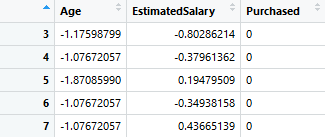 Age EstimatedSalary Purchased
3 -1.17598799 -0.80286214 0
4 -1.07672057 -0.37961362 0
5 -1.87085990 0.19479509 0
6 -1.07672057 -0.34938158 0
7 -1.07672057 0.43665139 0